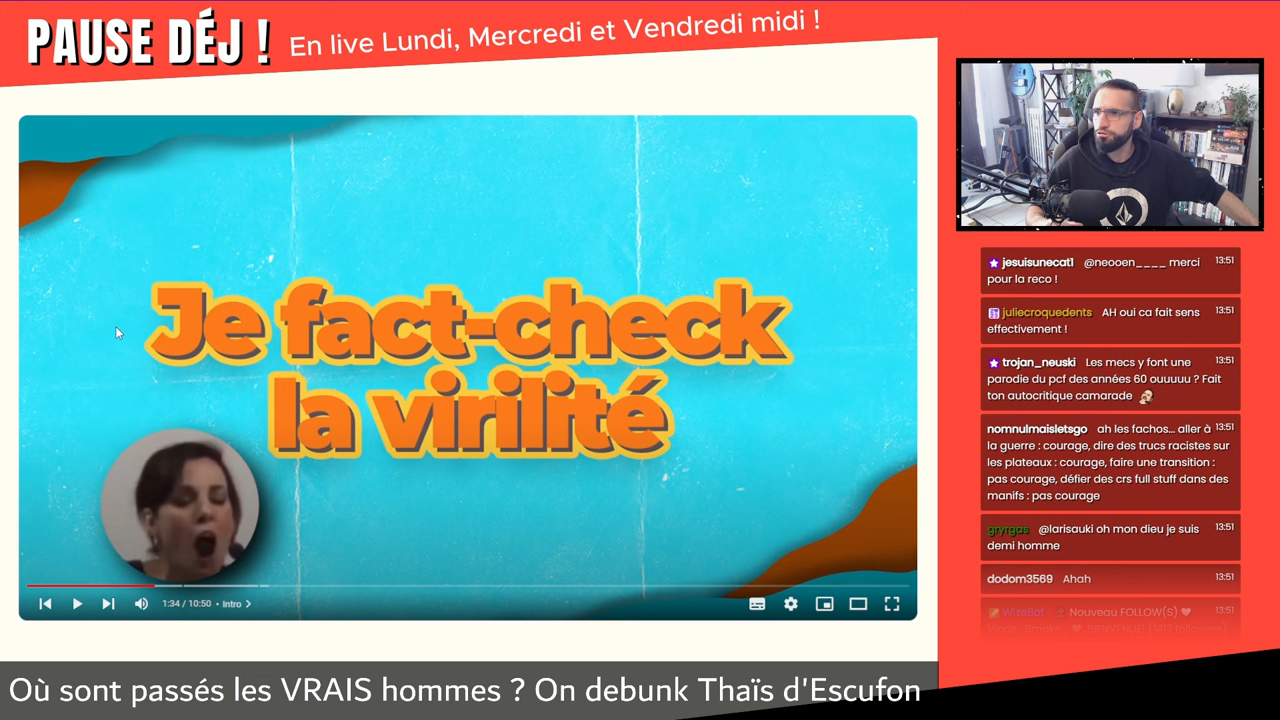 PAUSE DÉJ !
En live Lundi, Mercredi et Vendredi midi !
Je fact-check
la virilité
1:34 / 10:50 • Intro
Où sont passés les VRAIS hommes ? On debunk Thaïs d'Escufon
jesuisunecat1 @neooen____ merci 13:51
pour la reco !
juliecroquedents AH oui ca fait sens 13:51
effectivement !
trojan_neuski Les mecs y font une 13:51
parodie du pcf des années 60 ouuuuu ? Fait
ton autocritique camarade
nomnulmaisletsgo ah les fachos... aller à 13:51
la guerre : courage, dire des trucs racistes sur
les plateaux : courage, faire une transition :
pas courage, défier des crs full stuff dans des
manifs : pas courage
gryrgas @larisauki oh mon dieu je suis 13:51
demi homme
dodom3569 Ahah 13:51
WizeBot Nouveau FOLLOW(S) 13:51